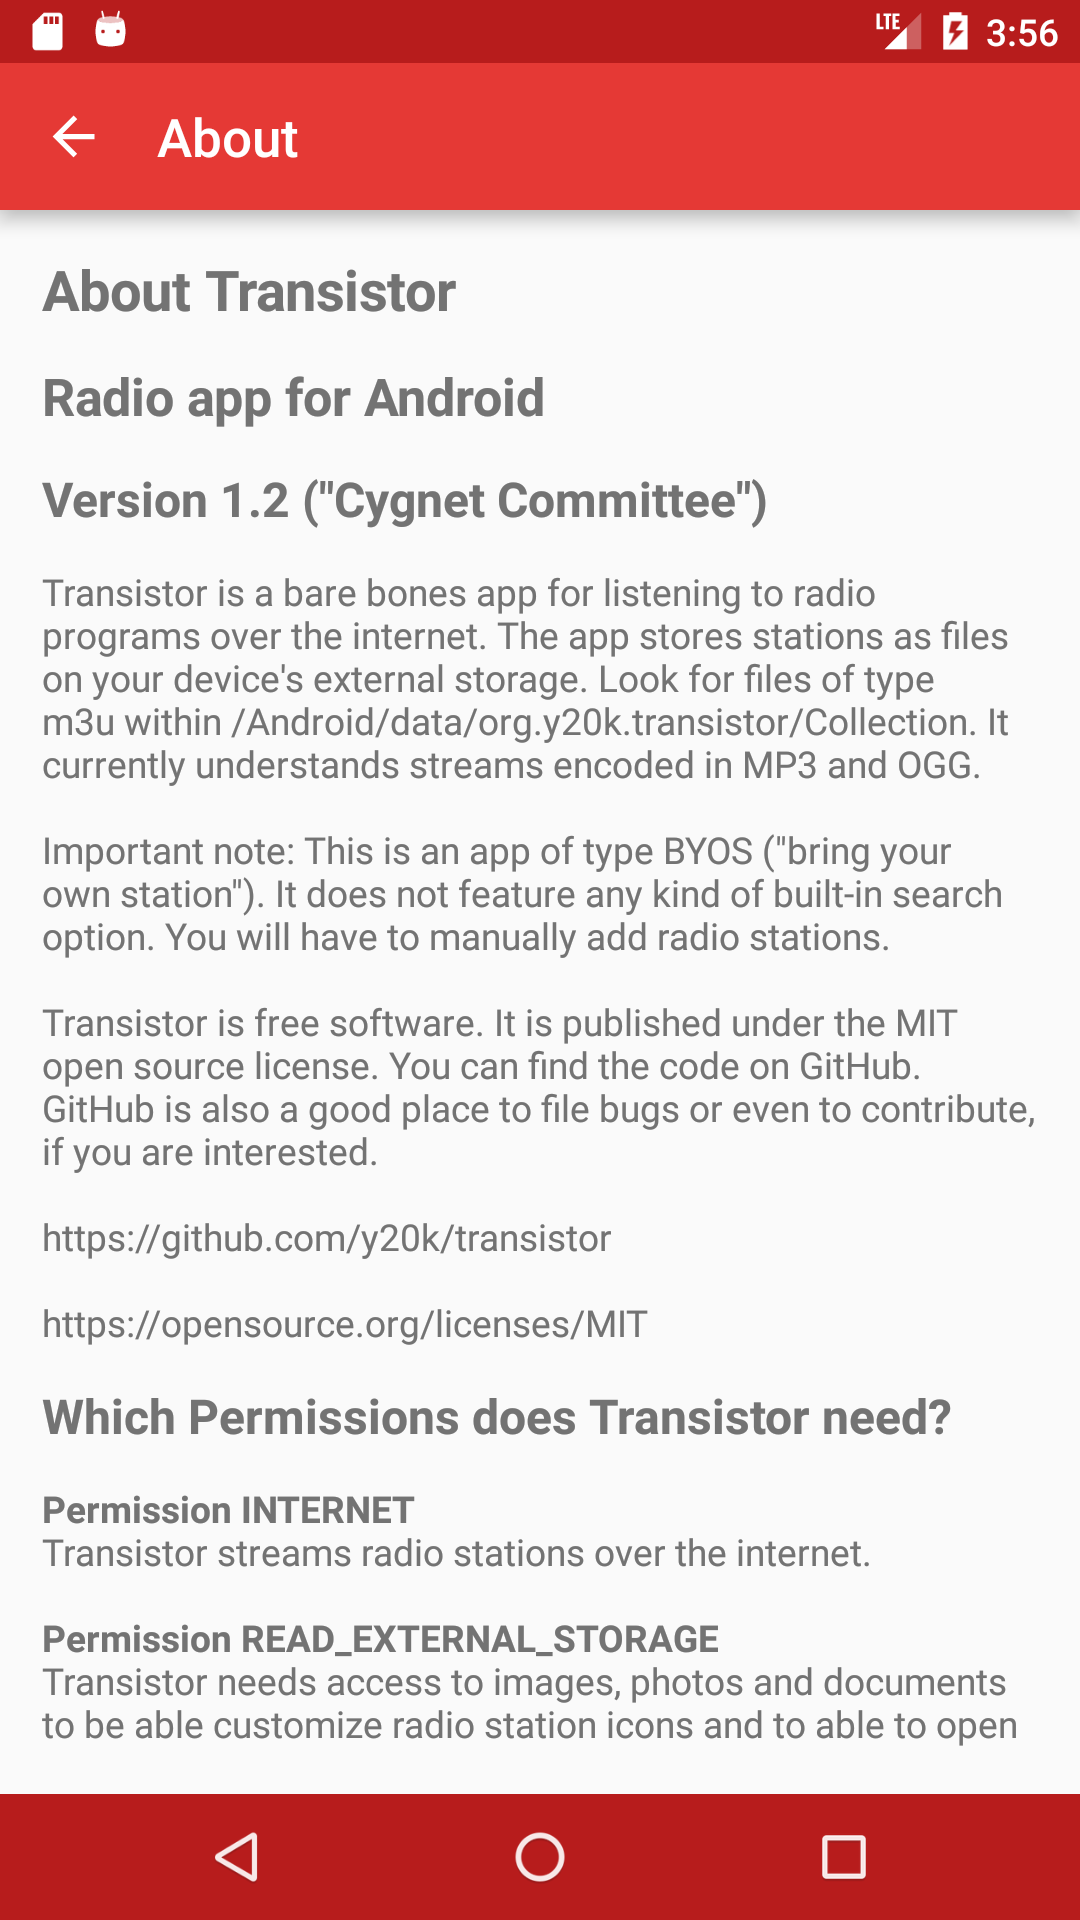 LTE 3:56
About
About Transistor
Radio app for Android
Version 1.2 ("Cygnet Committee")
Transistor is a bare bones app for listening to radio
programs over the internet. The app stores stations as files
on your device's external storage. Look for files of type
m3u within /Android/data/org.y20k.transistor/Collection. It
currently understands streams encoded in MP3 and OGG.
Important note: This is an app of type BYOS ("bring your
own station"). It does not feature any kind of built-in search
option. You will have to manually add radio stations.
Transistor is free software. It is published under the MIT
open source license. You can find the code on GitHub.
GitHub is also a good place to file bugs or even to contribute,
if you are interested.
https://github.com/y20k/transistor
https://opensource.org/licenses/MIT
Which Permissions does Transistor need?
Permission INTERNET
Transistor streams radio stations over the internet.
Permission READ_EXTERNAL_STORAGE
Transistor needs access to images, photos and documents
to be able customize radio station icons and to able to open